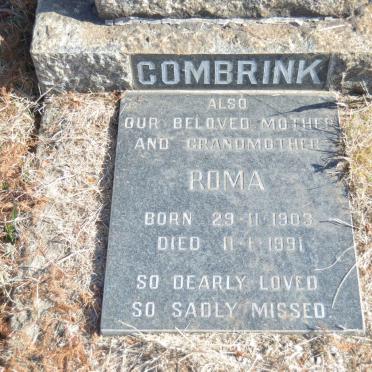 COMBRINK
ALSO
OUR BELOVED MOTHER
AND GRANDMOTHER
ROMA
BORN 29-11-1903
DIED 11-1-1991
SO DEARLY LOVED
SO SADLY MISSED.